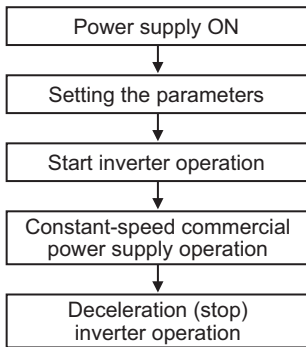 Power supply ON
Setting the parameters
Start inverter operation
Constant-speed commercial
power supply operation
Deceleration (stop)
inverter operation